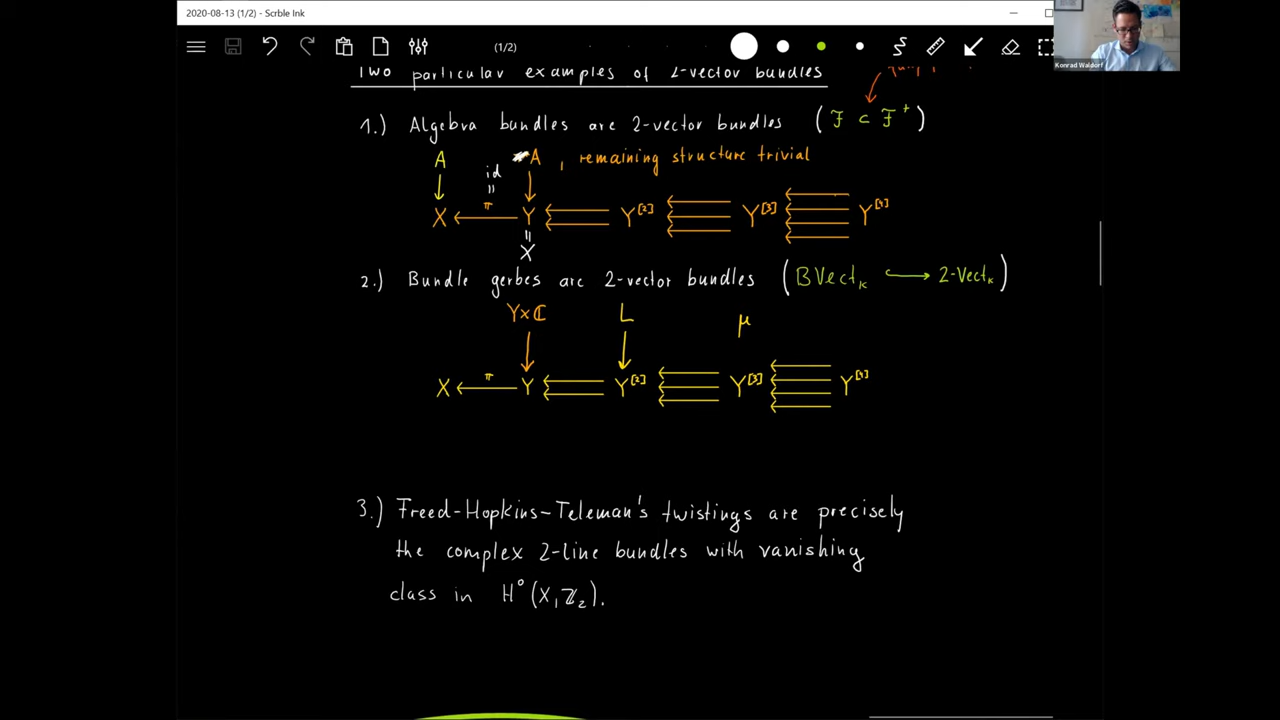 2020-08-13 (1/2) - Scrble Ink
(1/2)
Konrad Waldorf
Two particular examples of 2-vector bundles
1.) Algebra bundles are 2-vector bundles (F ⊂ F⁺)
A A , remaining structure trivial
id
=
X ←π Y Y[2] Y[3] Y[4]
=
X
2.) Bundle gerbes are 2-vector bundles (BVectₖ ↪ 2-Vectₖ)
Y×ℂ L μ
X ←π Y Y[2] Y[3] Y[4]
3.) Freed-Hopkins-Teleman's twistings are precisely
the complex 2-line bundles with vanishing
class in H⁰(X,ℤ₂).